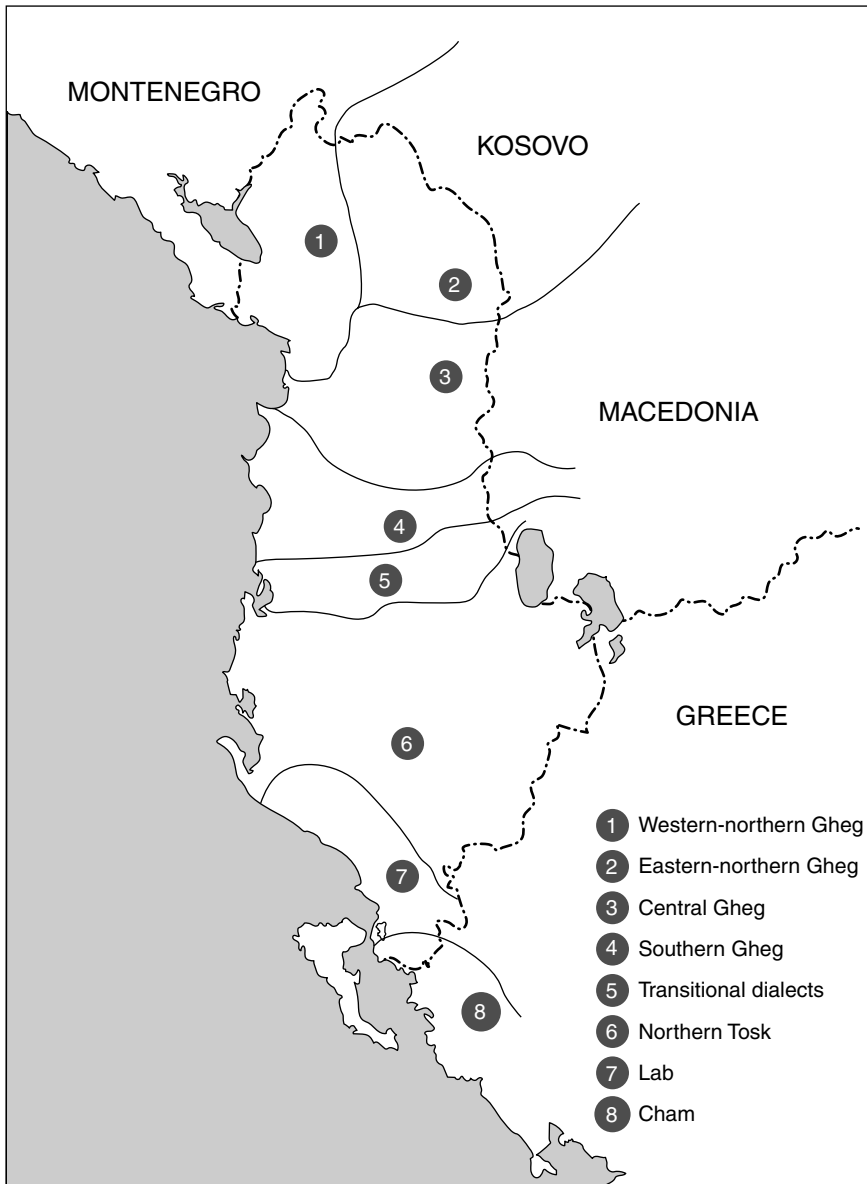 MONTENEGRO
KOSOVO
1
2
3
MACEDONIA
4
5
GREECE
6
7
8
1 Western-northern Gheg
2 Eastern-northern Gheg
3 Central Gheg
4 Southern Gheg
5 Transitional dialects
6 Northern Tosk
7 Lab
8 Cham